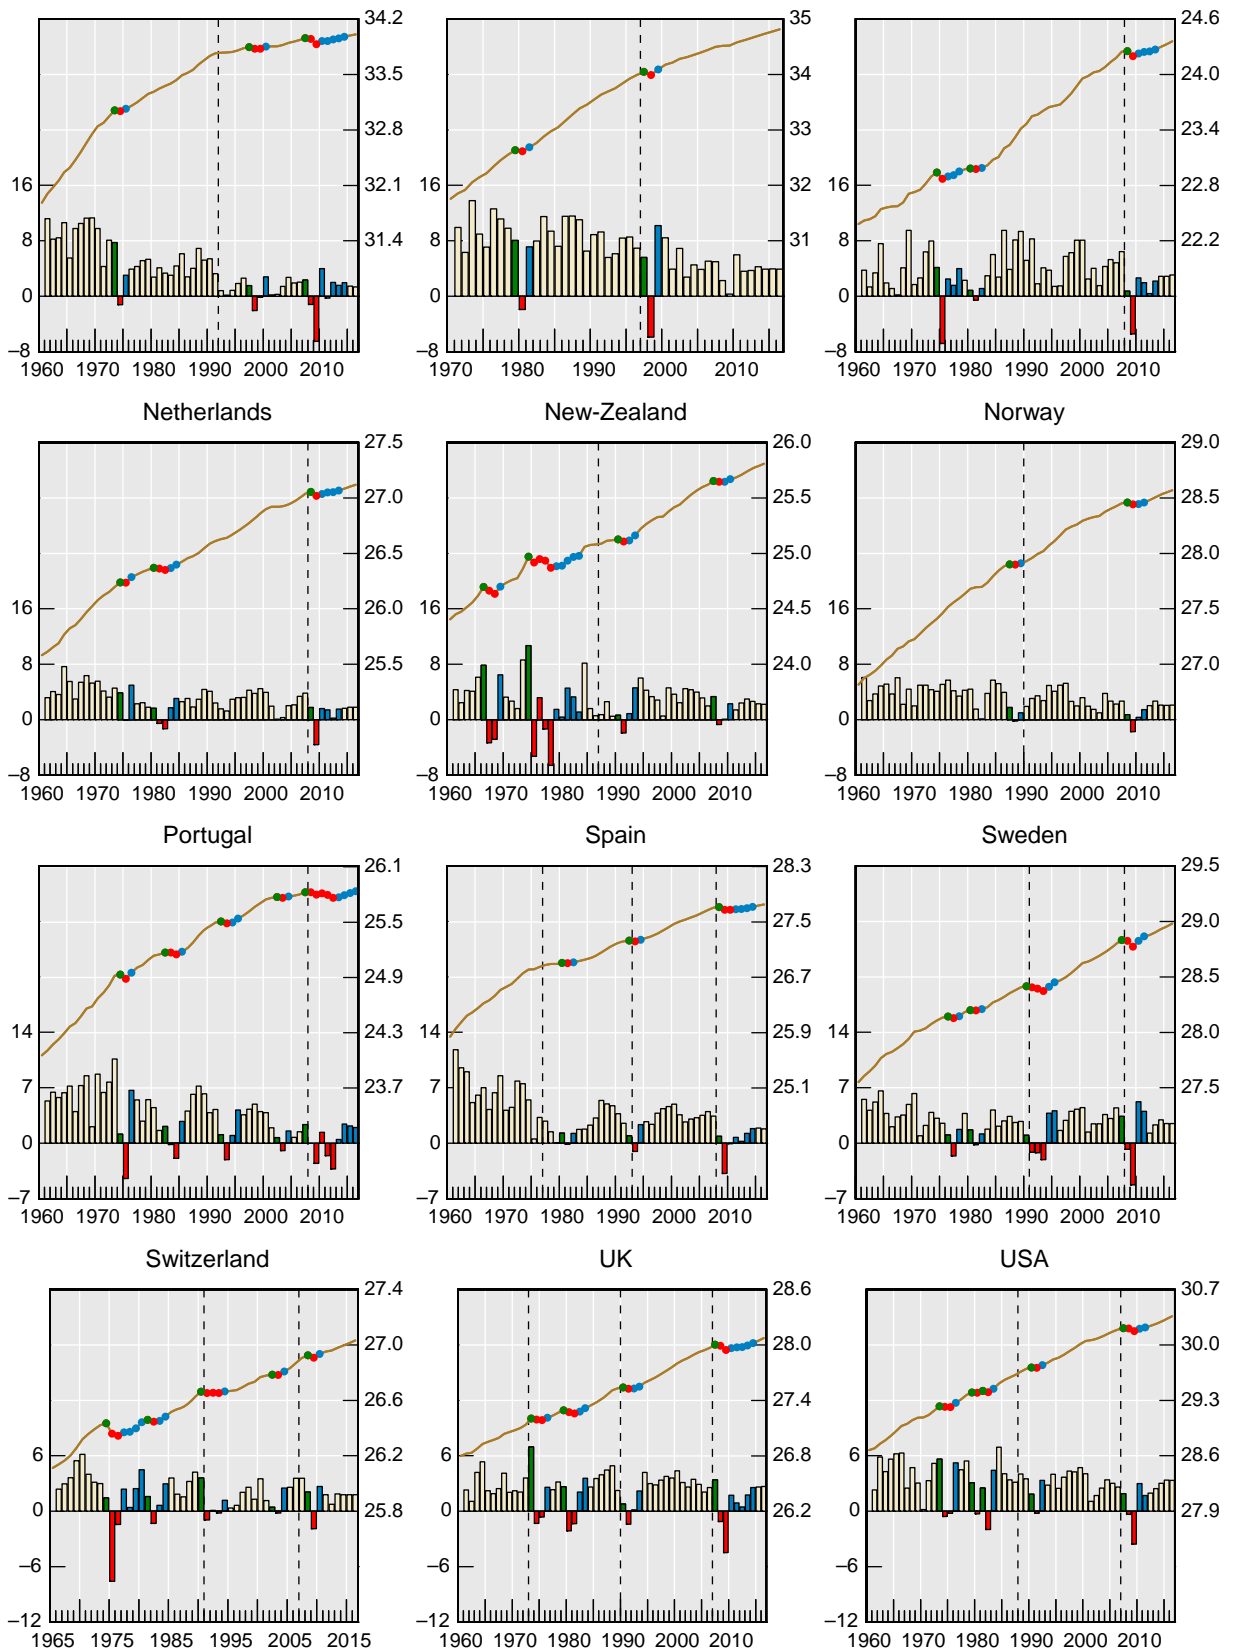 34.2 35 24.6
33.5 34 24.0
32.8 33 23.4
16 32.1 16 32 16 22.8
8 31.4 8 31 8 22.2
0 0 0
–8 –8 –8
1960 1970 1980 1990 2000 2010 1970 1980 1990 2000 2010 1960 1970 1980 1990 2000 2010
Netherlands New-Zealand Norway
27.5 26.0 29.0
27.0 25.5 28.5
26.5 25.0 28.0
16 26.0 16 24.5 16 27.5
8 25.5 8 24.0 8 27.0
0 0 0
–8 –8 –8
1960 1970 1980 1990 2000 2010 1960 1970 1980 1990 2000 2010 1960 1970 1980 1990 2000 2010
Portugal Spain Sweden
26.1 28.3 29.5
25.5 27.5 29.0
24.9 26.7 28.5
14 24.3 14 25.9 14 28.0
7 23.7 7 25.1 7 27.5
0 0 0
–7 –7 –7
1960 1970 1980 1990 2000 2010 1960 1970 1980 1990 2000 2010 1960 1970 1980 1990 2000 2010
Switzerland UK USA
27.4 28.6 30.7
27.0 28.0 30.0
26.6 27.4 29.3
6 26.2 6 26.8 6 28.6
0 25.8 0 26.2 0 27.9
–6 –6 –6
–12 –12 –12
1965 1975 1985 1995 2005 2015 1960 1970 1980 1990 2000 2010 1960 1970 1980 1990 2000 2010